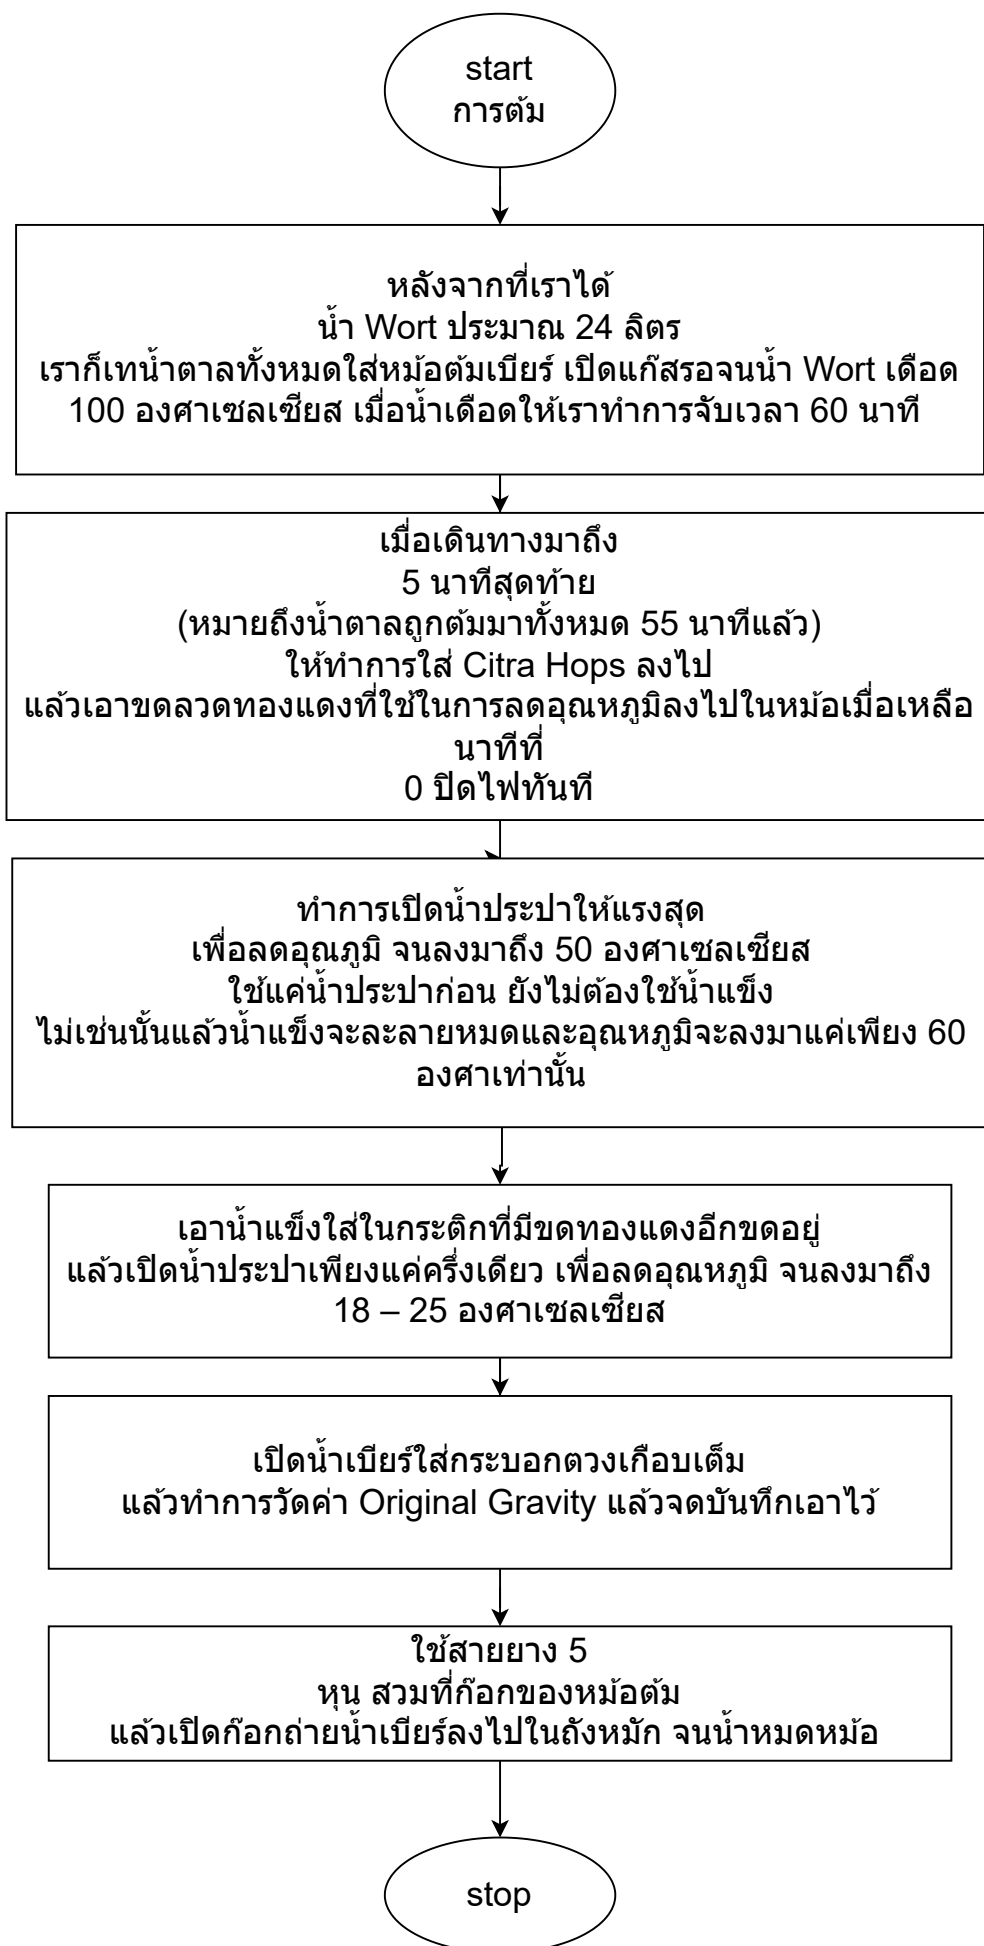 start
การต้ม
หลังจากที่เราได้
น้ำ Wort ประมาณ 24 ลิตร
เราก็เทน้ำตาลทั้งหมดใส่หม้อต้มเบียร์ เปิดแก๊สรอจนน้ำ Wort เดือด
100 องศาเซลเซียส เมื่อน้ำเดือดให้เราทำการจับเวลา 60 นาที
เมื่อเดินทางมาถึง
5 นาทีสุดท้าย
(หมายถึงน้ำตาลถูกต้มมาทั้งหมด 55 นาทีแล้ว)
ให้ทำการใส่ Citra Hops ลงไป
แล้วเอาขดลวดทองแดงที่ใช้ในการลดอุณหภูมิลงไปในหม้อเมื่อเหลือ
นาทีที่
0 ปิดไฟทันที
ทำการเปิดน้ำประปาให้แรงสุด
เพื่อลดอุณภูมิ จนลงมาถึง 50 องศาเซลเซียส
ใช้แค่น้ำประปาก่อน ยังไม่ต้องใช้น้ำแข็ง
ไม่เช่นนั้นแล้วน้ำแข็งจะละลายหมดและอุณหภูมิจะลงมาแค่เพียง 60
องศาเท่านั้น
เอาน้ำแข็งใส่ในกระติกที่มีขดทองแดงอีกขดอยู่
แล้วเปิดน้ำประปาเพียงแค่ครึ่งเดียว เพื่อลดอุณหภูมิ จนลงมาถึง
18 – 25 องศาเซลเซียส
เปิดน้ำเบียร์ใส่กระบอกตวงเกือบเต็ม
แล้วทำการวัดค่า Original Gravity แล้วจดบันทึกเอาไว้
ใช้สายยาง 5
หุน สวมที่ก๊อกของหม้อต้ม
แล้วเปิดก๊อกถ่ายน้ำเบียร์ลงไปในถังหมัก จนน้ำหมดหม้อ
stop